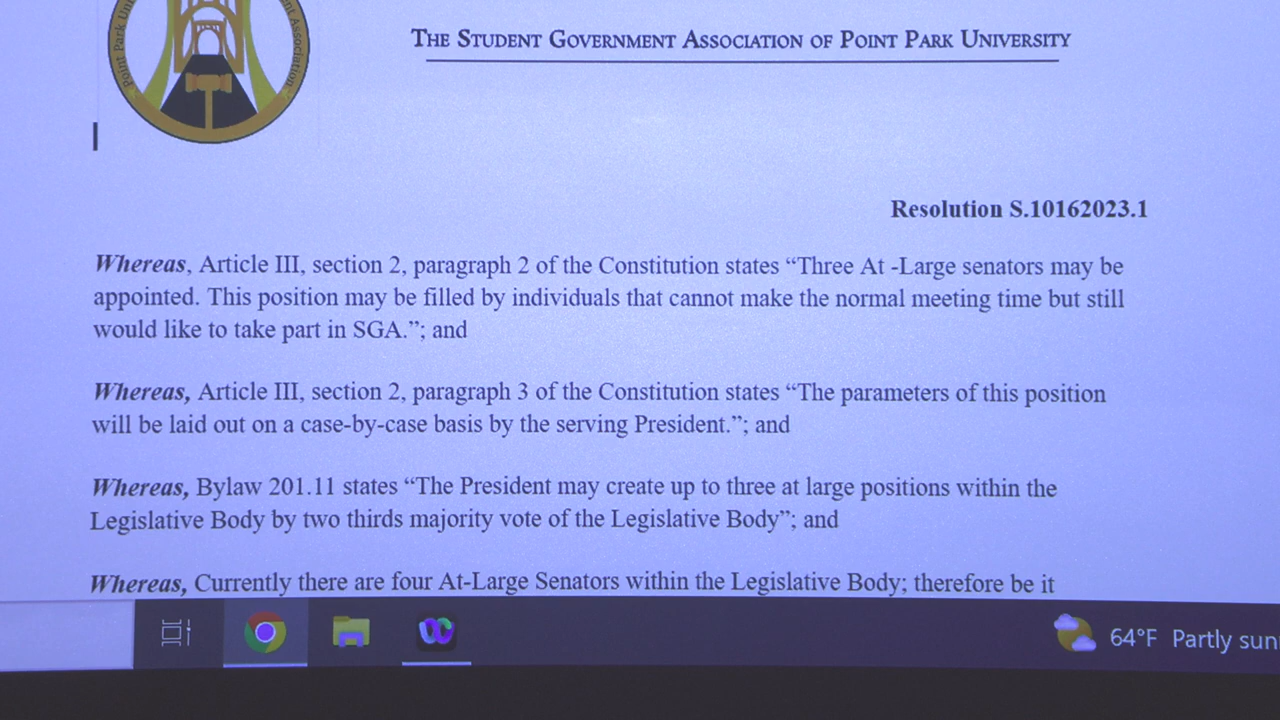 Point Park Uni
ent Association
THE STUDENT GOVERNMENT ASSOCIATION OF POINT PARK UNIVERSITY
Resolution S.10162023.1
Whereas, Article III, section 2, paragraph 2 of the Constitution states “Three At -Large senators may be
appointed. This position may be filled by individuals that cannot make the normal meeting time but still
would like to take part in SGA.”; and
Whereas, Article III, section 2, paragraph 3 of the Constitution states “The parameters of this position
will be laid out on a case-by-case basis by the serving President.”; and
Whereas, Bylaw 201.11 states “The President may create up to three at large positions within the
Legislative Body by two thirds majority vote of the Legislative Body”; and
Whereas, Currently there are four At-Large Senators within the Legislative Body; therefore be it
64°F Partly sun